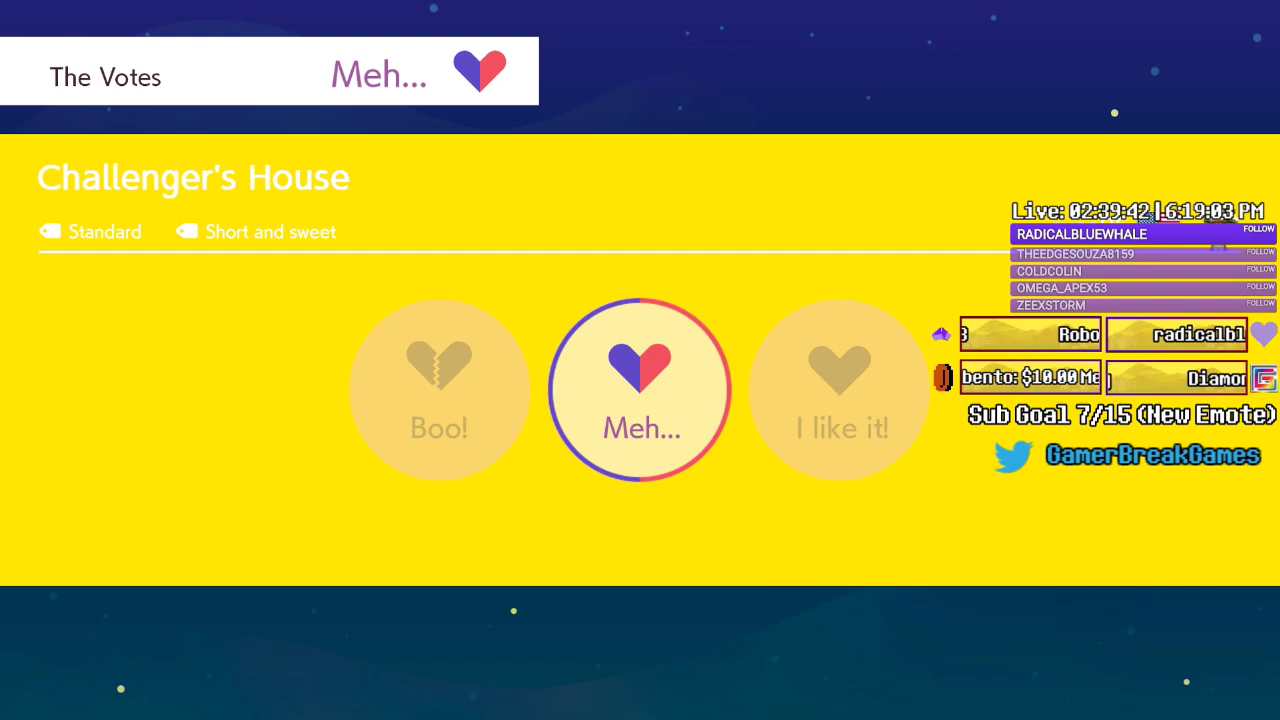 The Votes
Meh...
Challenger's House
Standard
Short and sweet
Live: 02:39:42 | 6:19:03 PM
RADICALBLUEWHALE FOLLOW
THEEDGESOUZA8159 FOLLOW
COLDCOLIN FOLLOW
OMEGA_APEX53 FOLLOW
ZEEXSTORM FOLLOW
Robo
radicalbl
bento: $10.00 Me
Diamor
Sub Goal 7/15 (New Emote)
GamerBreakGames
Boo!
Meh...
I like it!